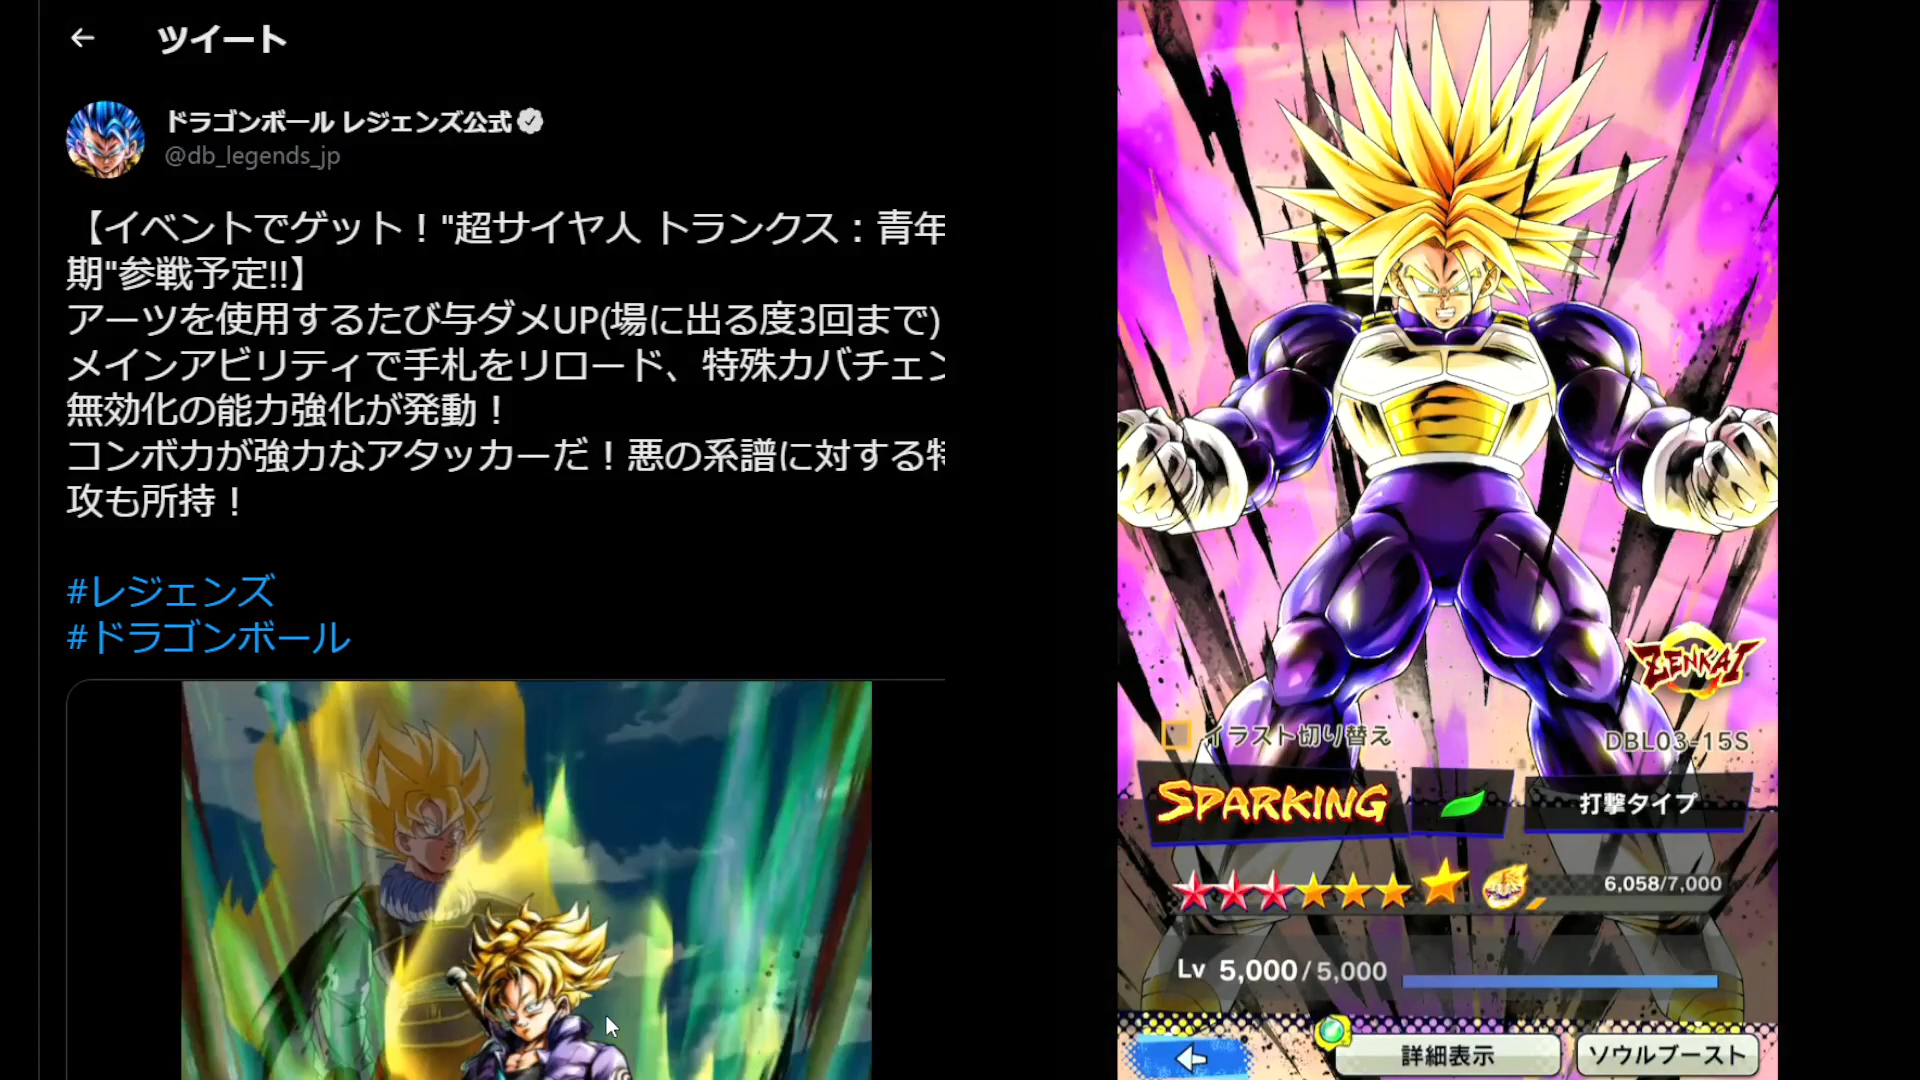 ツイート
ドラゴンボール レジェンズ公式
@db_legends_jp
【イベントでゲット！"超サイヤ人 トランクス：青年
期"参戦予定!!】
アーツを使用するたび与ダメUP(場に出る度3回まで)
メインアビリティで手札をリロード、特殊カバチェン
無効化の能力強化が発動！
コンボ力が強力なアタッカーだ！悪の系譜に対する特
攻も所持！
#レジェンズ
#ドラゴンボール
ZENKAI
イラスト切り替え
DBL03-15S
SPARKING
打撃タイプ
6,058/7,000
Lv 5,000/5,000
詳細表示
ソウルブースト